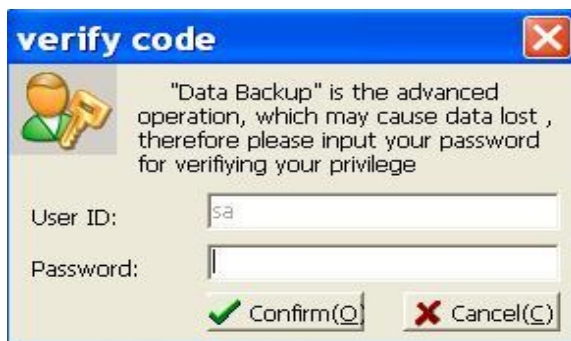 verify code
"Data Backup" is the advanced
operation, which may cause data lost ,
therefore please input your password
for verifiying your privilege
User ID: sa
Password:
Confirm(O) Cancel(C)